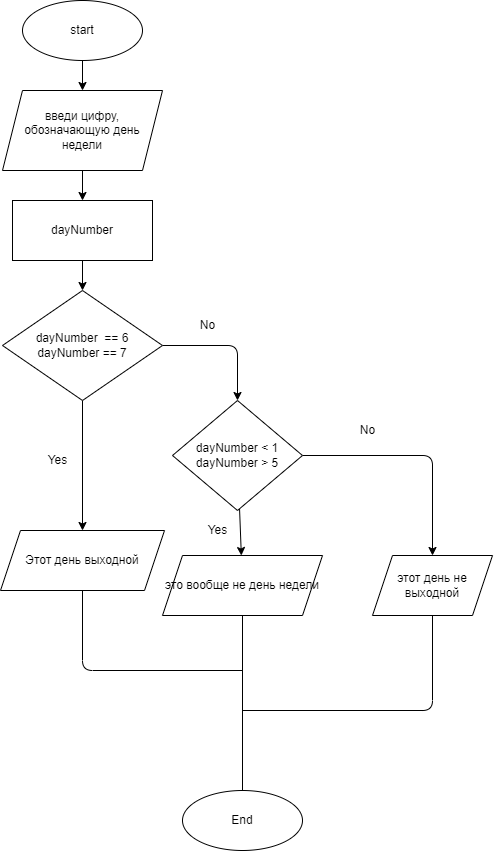 start
введи цифру,
обозначающую день
недели
dayNumber
dayNumber == 6
dayNumber == 7
No
dayNumber < 1
dayNumber > 5
No
Yes
Yes
Этот день выходной
это вообще не день недели
этот день не
выходной
End